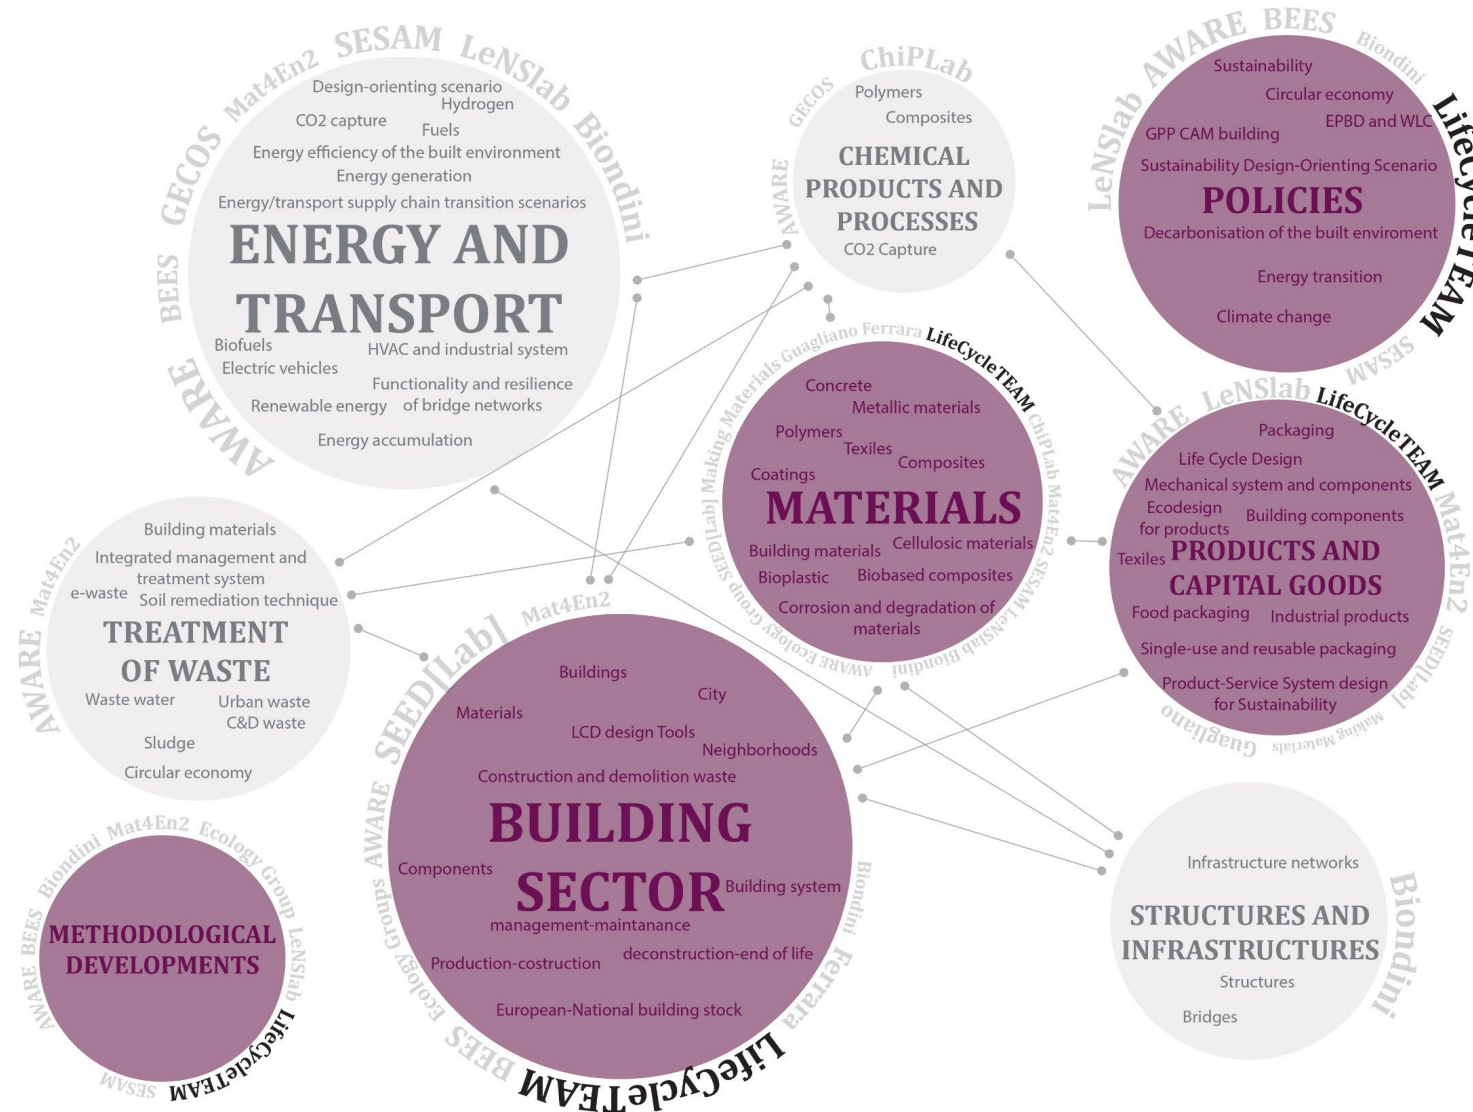 AWARE BEES GECOS Mat4En2 SESAM LeNSlab Biondini
Design-orienting scenario
Hydrogen
CO2 capture
Fuels
Energy efficiency of the built environment
Energy generation
Energy/transport supply chain transition scenarios
ENERGY AND
TRANSPORT
Biofuels
HVAC and industrial system
Electric vehicles
Functionality and resilience
Renewable energy
of bridge networks
Energy accumulation
AWARE GECOS ChiPLab
Polymers
Composites
CHEMICAL
PRODUCTS AND
PROCESSES
CO2 Capture
LeNSlab AWARE BEES Biondini LifeCycleTEAM SESAM
Sustainability
Circular economy
EPBD and WLC
GPP CAM building
Sustainability Design-Orienting Scenario
POLICIES
Decarbonisation of the built enviroment
Energy transition
Climate change
AWARE Ecology Group SEED[Lab] Making Materials Guagliano Ferrara LifeCycleTEAM ChiPLab Mat4En2 SESAM LeNSlab Biondini
Concrete
Metallic materials
Polymers
Texiles
Composites
Coatings
MATERIALS
Building materials
Cellulosic materials
Bioplastic
Biobased composites
Corrosion and degradation of
materials
AWARE LeNSlab LifeCycleTEAM Mat4En2 SEED[Lab] Making Materials Guagliano
Packaging
Life Cycle Design
Mechanical system and components
Ecodesign
for products
Building components
Texiles
PRODUCTS AND
CAPITAL GOODS
Food packaging
Industrial products
Single-use and reusable packaging
Product-Service System design
for Sustainability
AWARE Mat4En2
Building materials
Integrated management and
treatment system
e-waste
Soil remediation technique
TREATMENT
OF WASTE
Waste water
Urban waste
C&D waste
Sludge
Circular economy
BEES Ecology Groups AWARE SEED[Lab] Mat4En2 Biondini Ferrara LifeCycleTEAM
Buildings
City
Materials
LCD design Tools
Neighborhoods
Construction and demolition waste
BUILDING
SECTOR
Components
Building system
management-maintanance
deconstruction-end of life
Production-costruction
European-National building stock
AWARE BEES Biondini Mat4En2 Ecology Group LeNSlab LifeCycleTEAM SESAM
METHODOLOGICAL
DEVELOPMENTS
Biondini
Infrastructure networks
STRUCTURES AND
INFRASTRUCTURES
Structures
Bridges